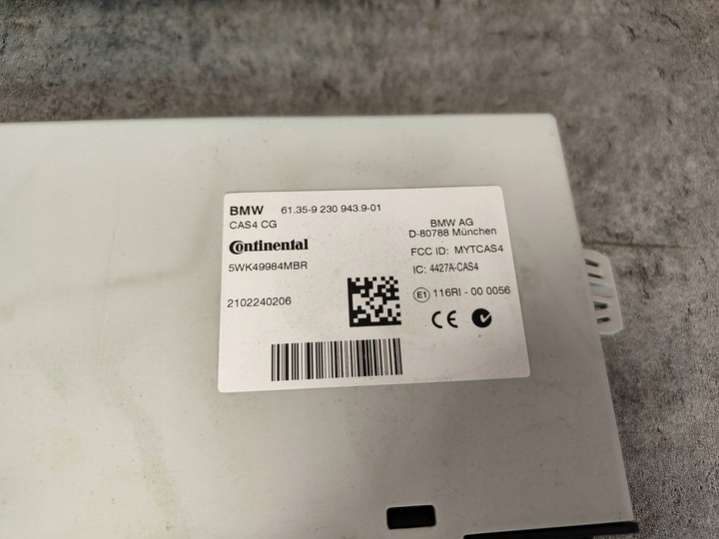 BMW 61.35-9 230 943.9-01
CAS4 CG
Continental
5WK49984MBR
2102240206
BMW AG
D-80788 München
FCC ID: MYTCAS4
IC: 4427A-CAS4
E1 116RI - 00 0056
CE